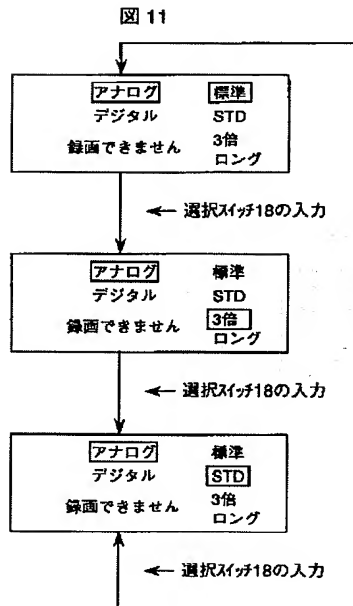 図 11
アナログ 標準
デジタル STD
録画できません 3倍
ロング
← 選択スイッチ18の入力
アナログ 標準
デジタル STD
録画できません 3倍
ロング
← 選択スイッチ18の入力
アナログ 標準
デジタル STD
録画できません 3倍
ロング
← 選択スイッチ18の入力